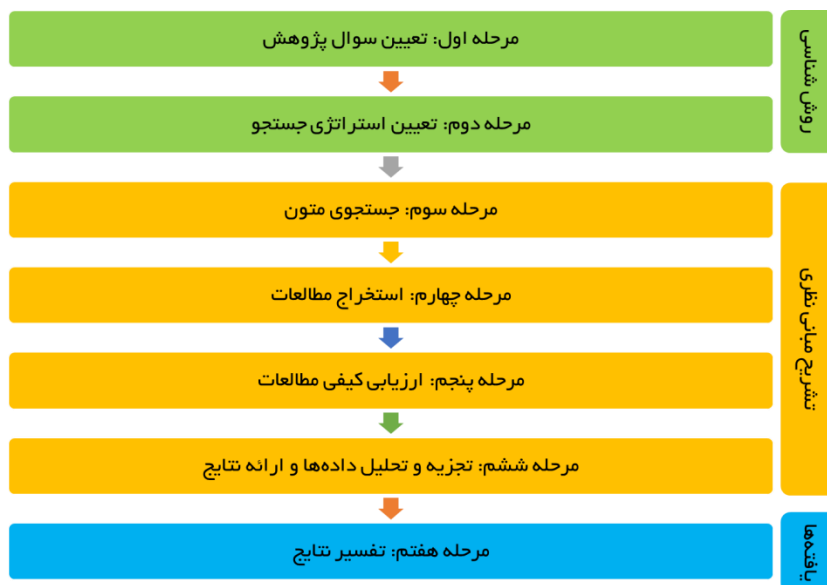 روش شناسی
مرحله اول: تعیین سوال پژوهش
مرحله دوم: تعیین استراتژی جستجو
تشریح مبانی نظری
مرحله سوم: جستجوی متون
مرحله چهارم: استخراج مطالعات
مرحله پنجم: ارزیابی کیفی مطالعات
مرحله ششم: تجزیه و تحلیل داده‌ها و ارائه نتایج
یافته‌ها
مرحله هفتم: تفسیر نتایج